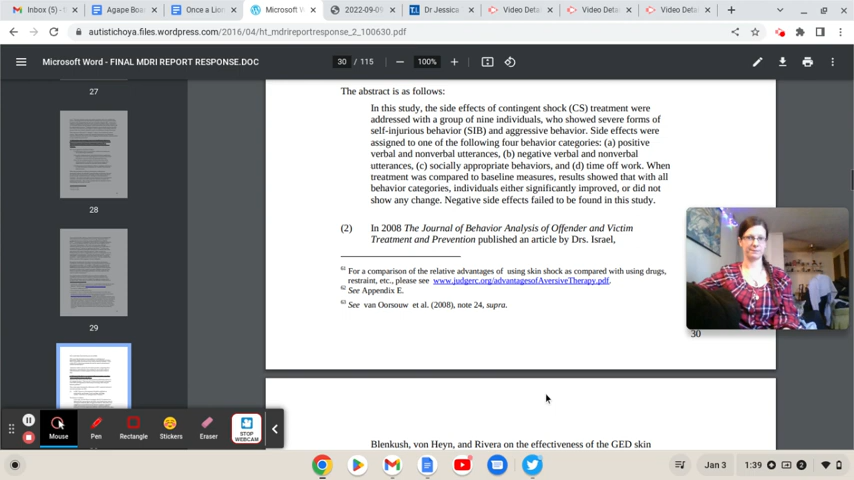 Inbox (5) - s
Agape Boa
Once a Lion
Microsoft W
2022-09-09
Dr Jessica
Video Deta
Video Deta
Video Deta
autistichoya.files.wordpress.com/2016/04/ht_mdrireportresponse_2_100630.pdf
Microsoft Word - FINAL MDRI REPORT RESPONSE.DOC
30 / 115
100%
27
28
29
The abstract is as follows:
In this study, the side effects of contingent shock (CS) treatment were
addressed with a group of nine individuals, who showed severe forms of
self-injurious behavior (SIB) and aggressive behavior. Side effects were
assigned to one of the following four behavior categories: (a) positive
verbal and nonverbal utterances, (b) negative verbal and nonverbal
utterances, (c) socially appropriate behaviors, and (d) time off work. When
treatment was compared to baseline measures, results showed that with all
behavior categories, individuals either significantly improved, or did not
show any change. Negative side effects failed to be found in this study.
(2) In 2008 The Journal of Behavior Analysis of Offender and Victim
Treatment and Prevention published an article by Drs. Israel,
61 For a comparison of the relative advantages of using skin shock as compared with using drugs,
restraint, etc., please see www.judgerc.org/advantagesofAversiveTherapy.pdf.
62 See Appendix E.
63 See van Oorsouw et al. (2008), note 24, supra.
30
Blenkush, von Heyn, and Rivera on the effectiveness of the GED skin
Mouse
Pen
Rectangle
Stickers
Eraser
STOP
WEBCAM
Jan 3
1:39
2